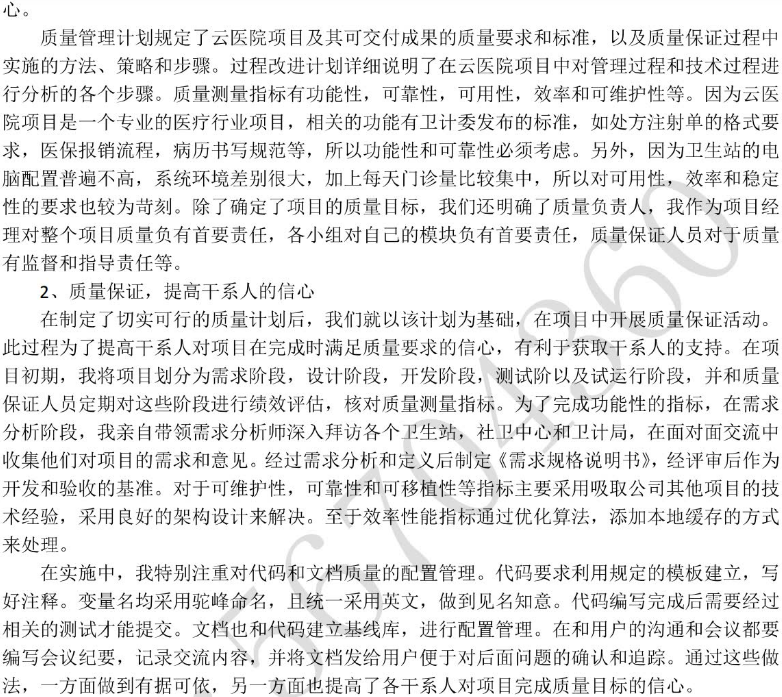 心。
质量管理计划规定了云医院项目及其可交付成果的质量要求和标准，以及质量保证过程中
实施的方法、策略和步骤。过程改进计划详细说明了在云医院项目中对管理过程和技术过程进
行分析的各个步骤。质量测量指标有功能性，可靠性，可用性，效率和可维护性等。因为云医
院项目是一个专业的医疗行业项目，相关的功能有卫计委发布的标准，如处方注射单的格式要
求，医保报销流程，病历书写规范等，所以功能性和可靠性必须考虑。另外，因为卫生站的电
脑配置普遍不高，系统环境差别很大，加上每天门诊量比较集中，所以对可用性，效率和稳定
性的要求也较为苛刻。除了确定了项目的质量目标，我们还明确了质量负责人，我作为项目经
理对整个项目质量负有首要责任，各小组对自己的模块负有首要责任，质量保证人员对于质量
有监督和指导责任等。
2、质量保证，提高干系人的信心
在制定了切实可行的质量计划后，我们就以该计划为基础，在项目中开展质量保证活动。
此过程为了提高干系人对项目在完成时满足质量要求的信心，有利于获取干系人的支持。在项
目初期，我将项目划分为需求阶段，设计阶段，开发阶段，测试阶以及试运行阶段，并和质量
保证人员定期对这些阶段进行绩效评估，核对质量测量指标。为了完成功能性的指标，在需求
分析阶段，我亲自带领需求分析师深入拜访各个卫生站，社卫中心和卫计局，在面对面交流中
收集他们对项目的需求和意见。经过需求分析和定义后制定《需求规格说明书》，经评审后作为
开发和验收的基准。对于可维护性，可靠性和可移植性等指标主要采用吸取公司其他项目的技
术经验，采用良好的架构设计来解决。至于效率性能指标通过优化算法，添加本地缓存的方式
来处理。
在实施中，我特别注重对代码和文档质量的配置管理。代码要求利用规定的模板建立，写
好注释。变量名均采用驼峰命名，且统一采用英文，做到见名知意。代码编写完成后需要经过
相关的测试才能提交。文档也和代码建立基线库，进行配置管理。在和用户的沟通和会议都要
编写会议纪要，记录交流内容，并将文档发给用户便于对后面问题的确认和追踪。通过这些做
法，一方面做到有据可依，另一方面也提高了各干系人对项目完成质量目标的信心。
56704360